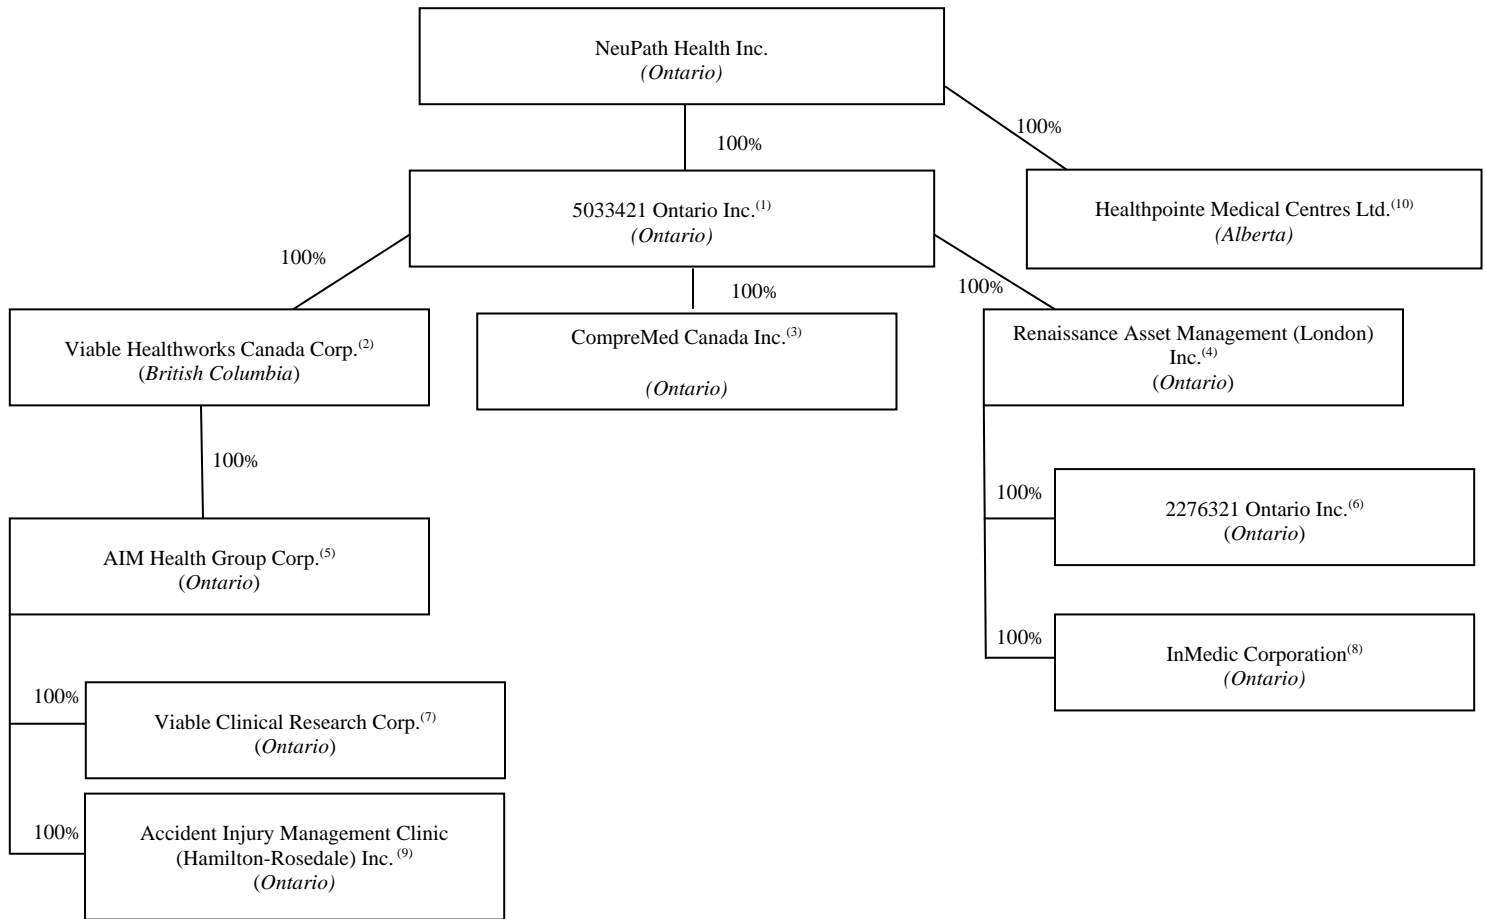 NeuPath Health Inc.
(Ontario)
100%
100%
5033421 Ontario Inc.(1)
(Ontario)
Healthpointe Medical Centres Ltd.(10)
(Alberta)
100%
100%
100%
Viable Healthworks Canada Corp.(2)
(British Columbia)
CompreMed Canada Inc.(3)
(Ontario)
Renaissance Asset Management (London)
Inc.(4)
(Ontario)
100%
AIM Health Group Corp.(5)
(Ontario)
100%
2276321 Ontario Inc.(6)
(Ontario)
100%
InMedic Corporation(8)
(Ontario)
100%
Viable Clinical Research Corp.(7)
(Ontario)
100%
Accident Injury Management Clinic
(Hamilton-Rosedale) Inc. (9)
(Ontario)